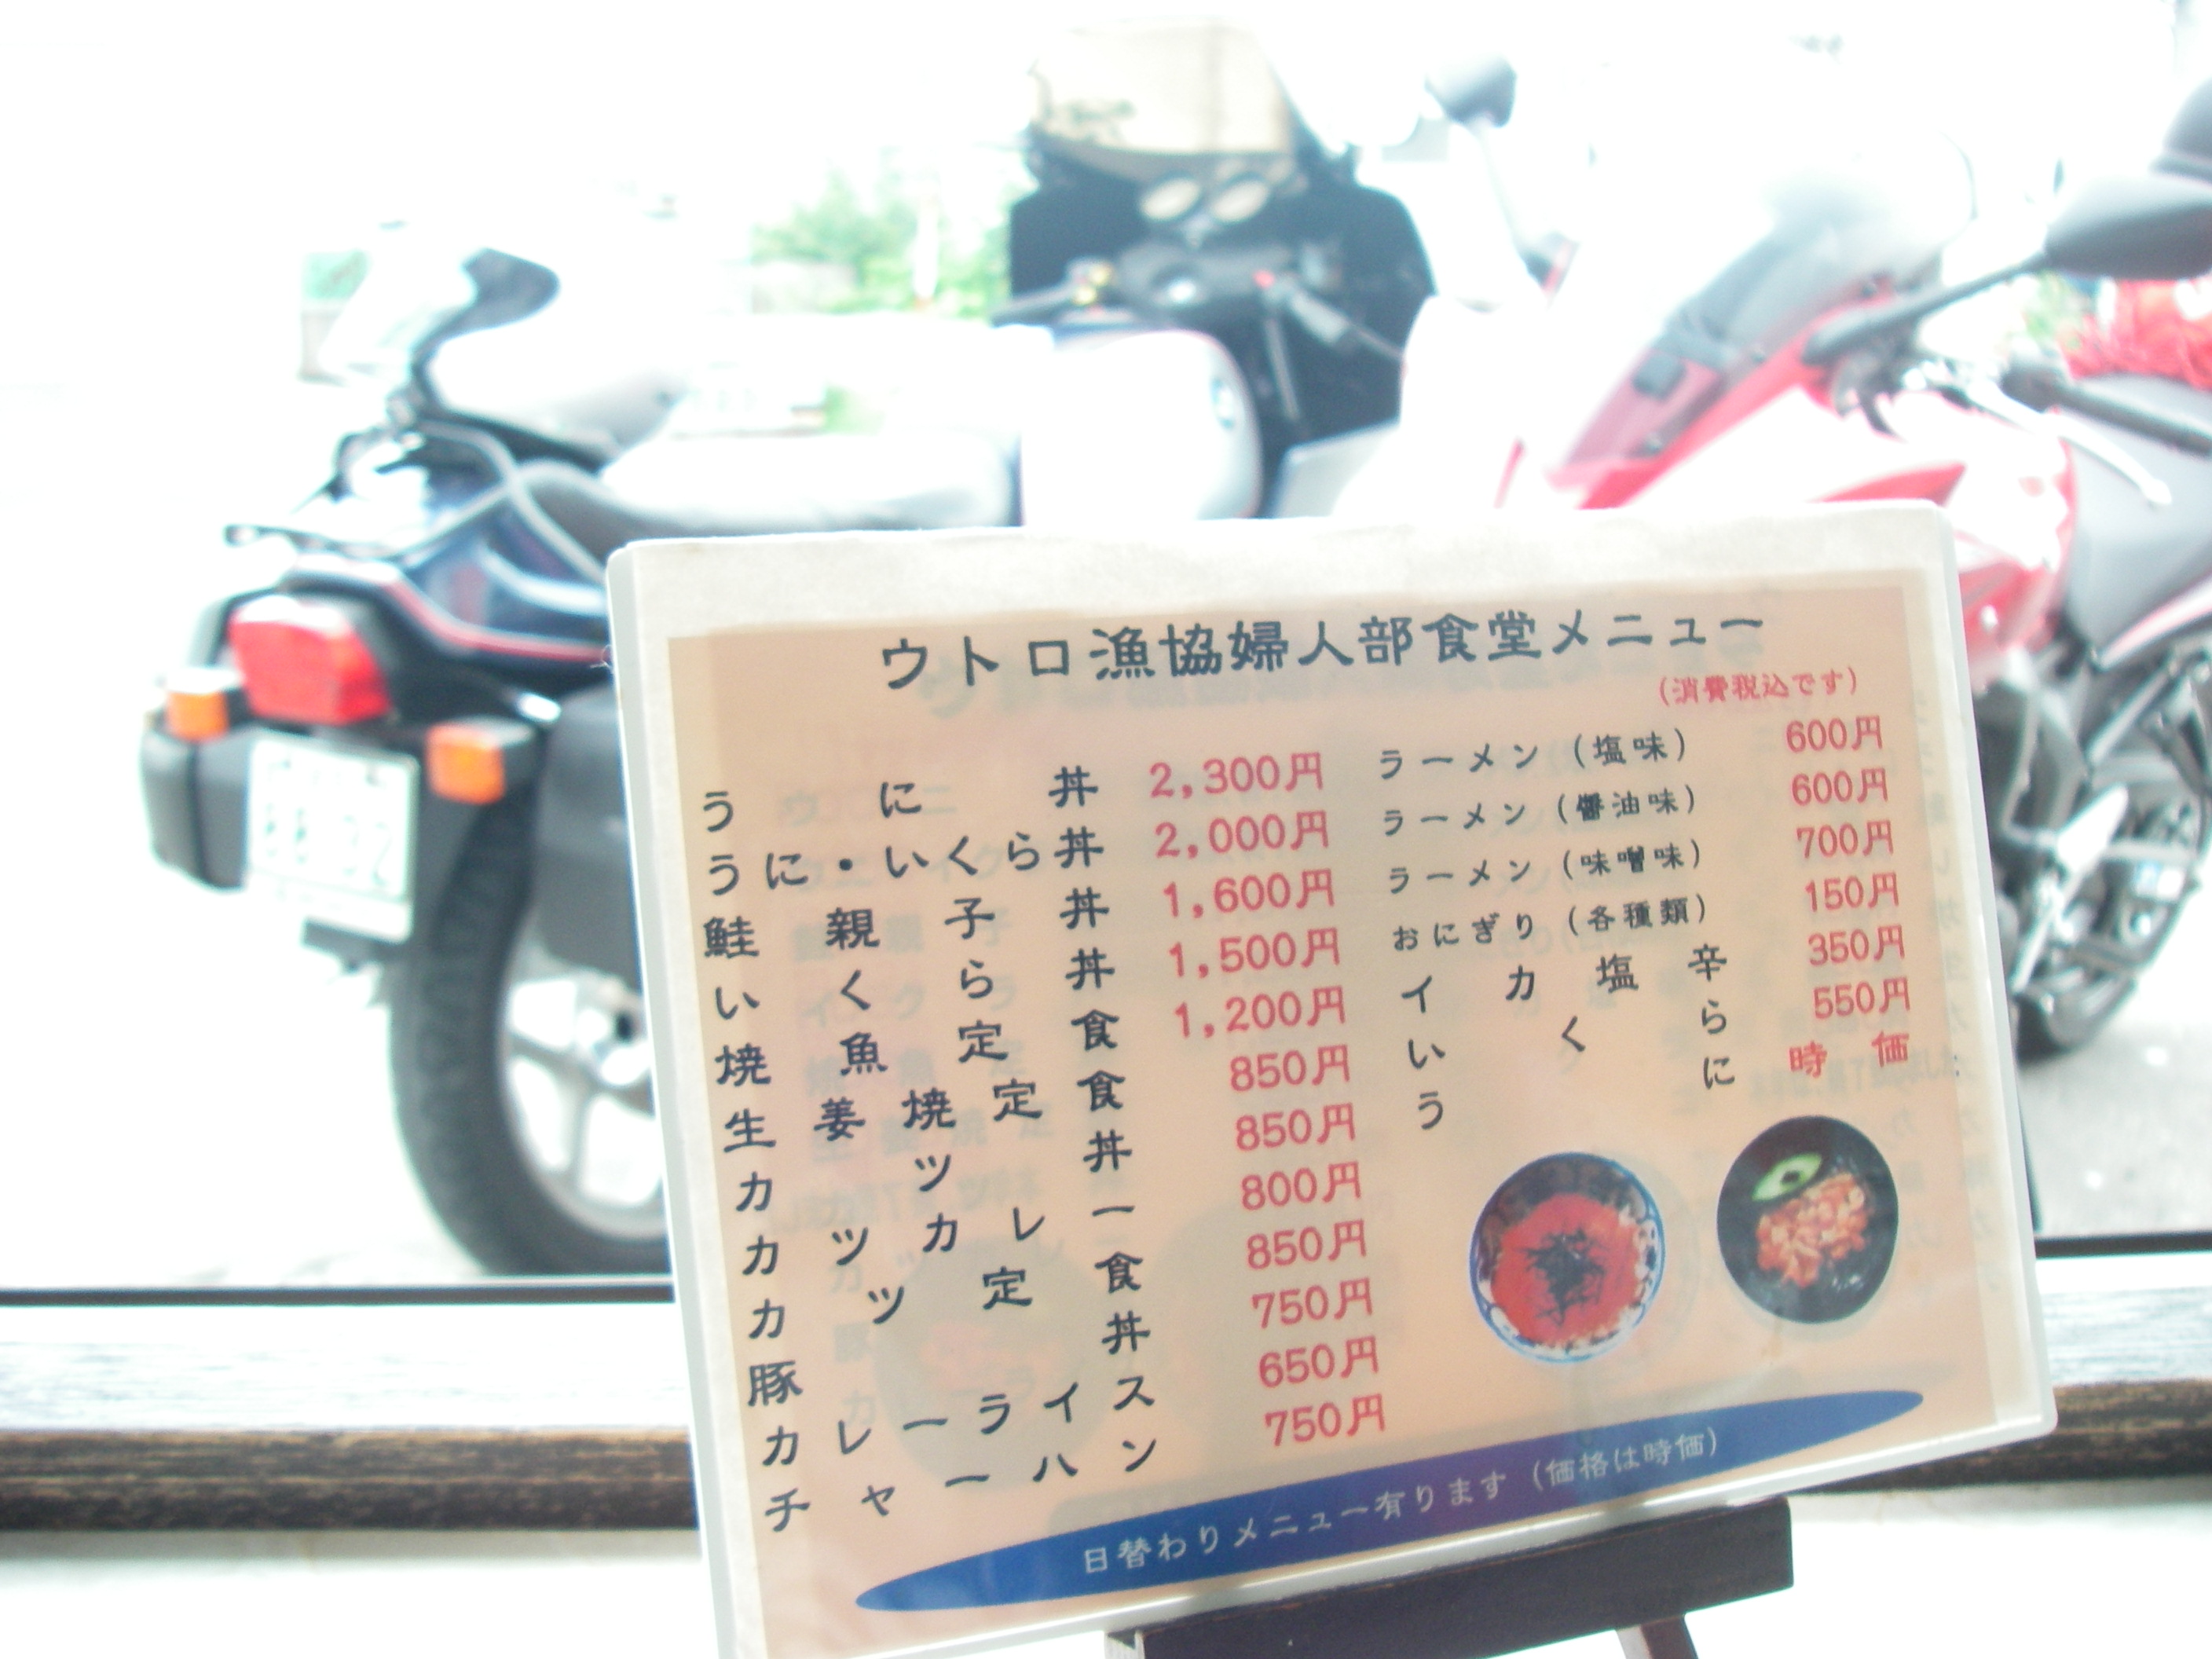 ウトロ漁協婦人部食堂メニュー
(消費税込です)
うに丼 2,300円
うに・いくら丼 2,000円
鮭親子丼 1,600円
いくら丼 1,500円
焼魚定食 1,200円
生姜焼定食 850円
カツ丼 850円
カツカレー 800円
カツ定食 850円
豚丼 750円
カレーライス 650円
チャーハン 750円
ラーメン(塩味) 600円
ラーメン(醤油味) 600円
ラーメン(味噌味) 700円
おにぎり(各種類) 150円
イカ塩辛 350円
いくら 550円
うに 時価
日替わりメニュー有ります(価格は時価)